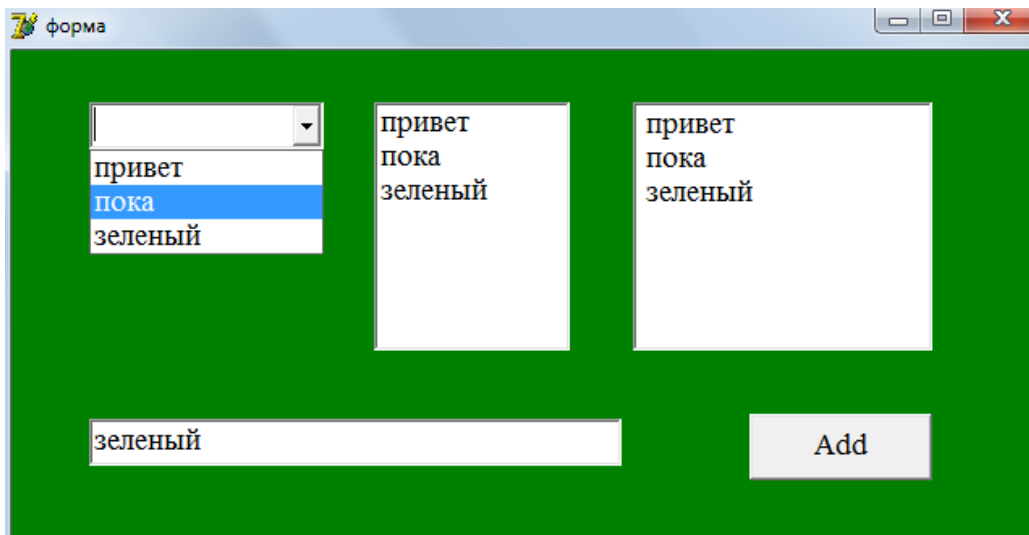 форма
привет
пока
зеленый
привет
пока
зеленый
привет
пока
зеленый
зеленый
Add